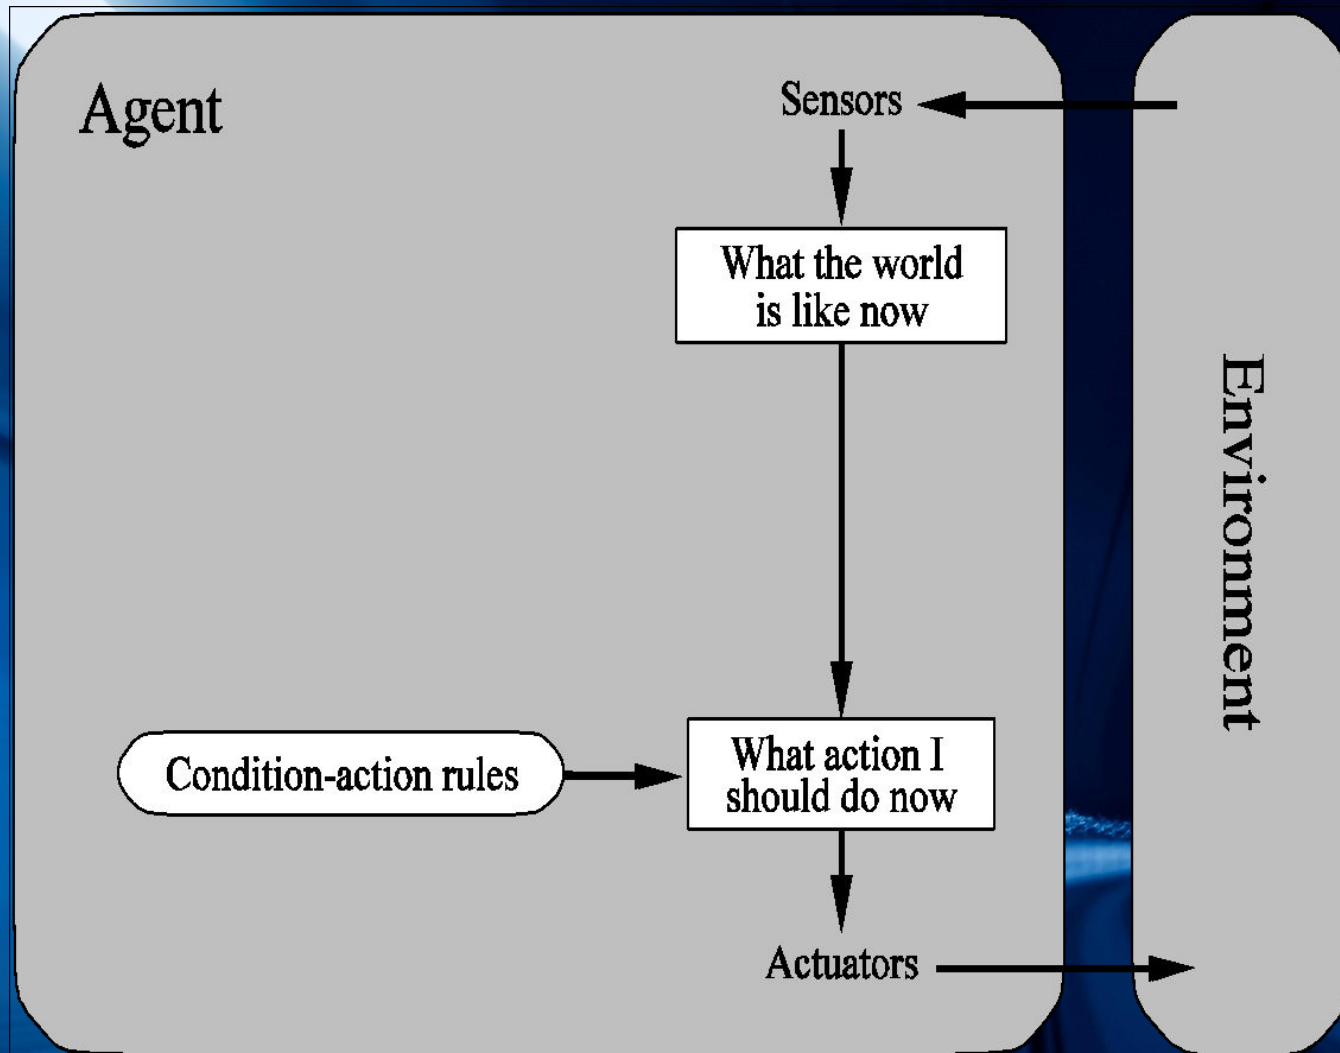 Agent
Sensors
What the world
is like now
Environment
Condition-action rules
What action I
should do now
Actuators